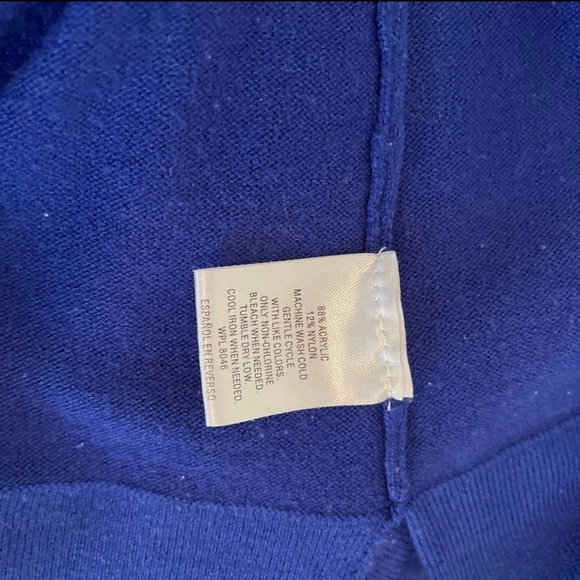 88% ACRYLIC
12% NYLON
MACHINE WASH COLD
GENTLE CYCLE
WITH LIKE COLORS.
ONLY NON-CHLORINE
BLEACH WHEN NEEDED.
TUMBLE DRY LOW.
COOL IRON WHEN NEEDED.
WPL 8046
ESPAÑOL EN REVERSO